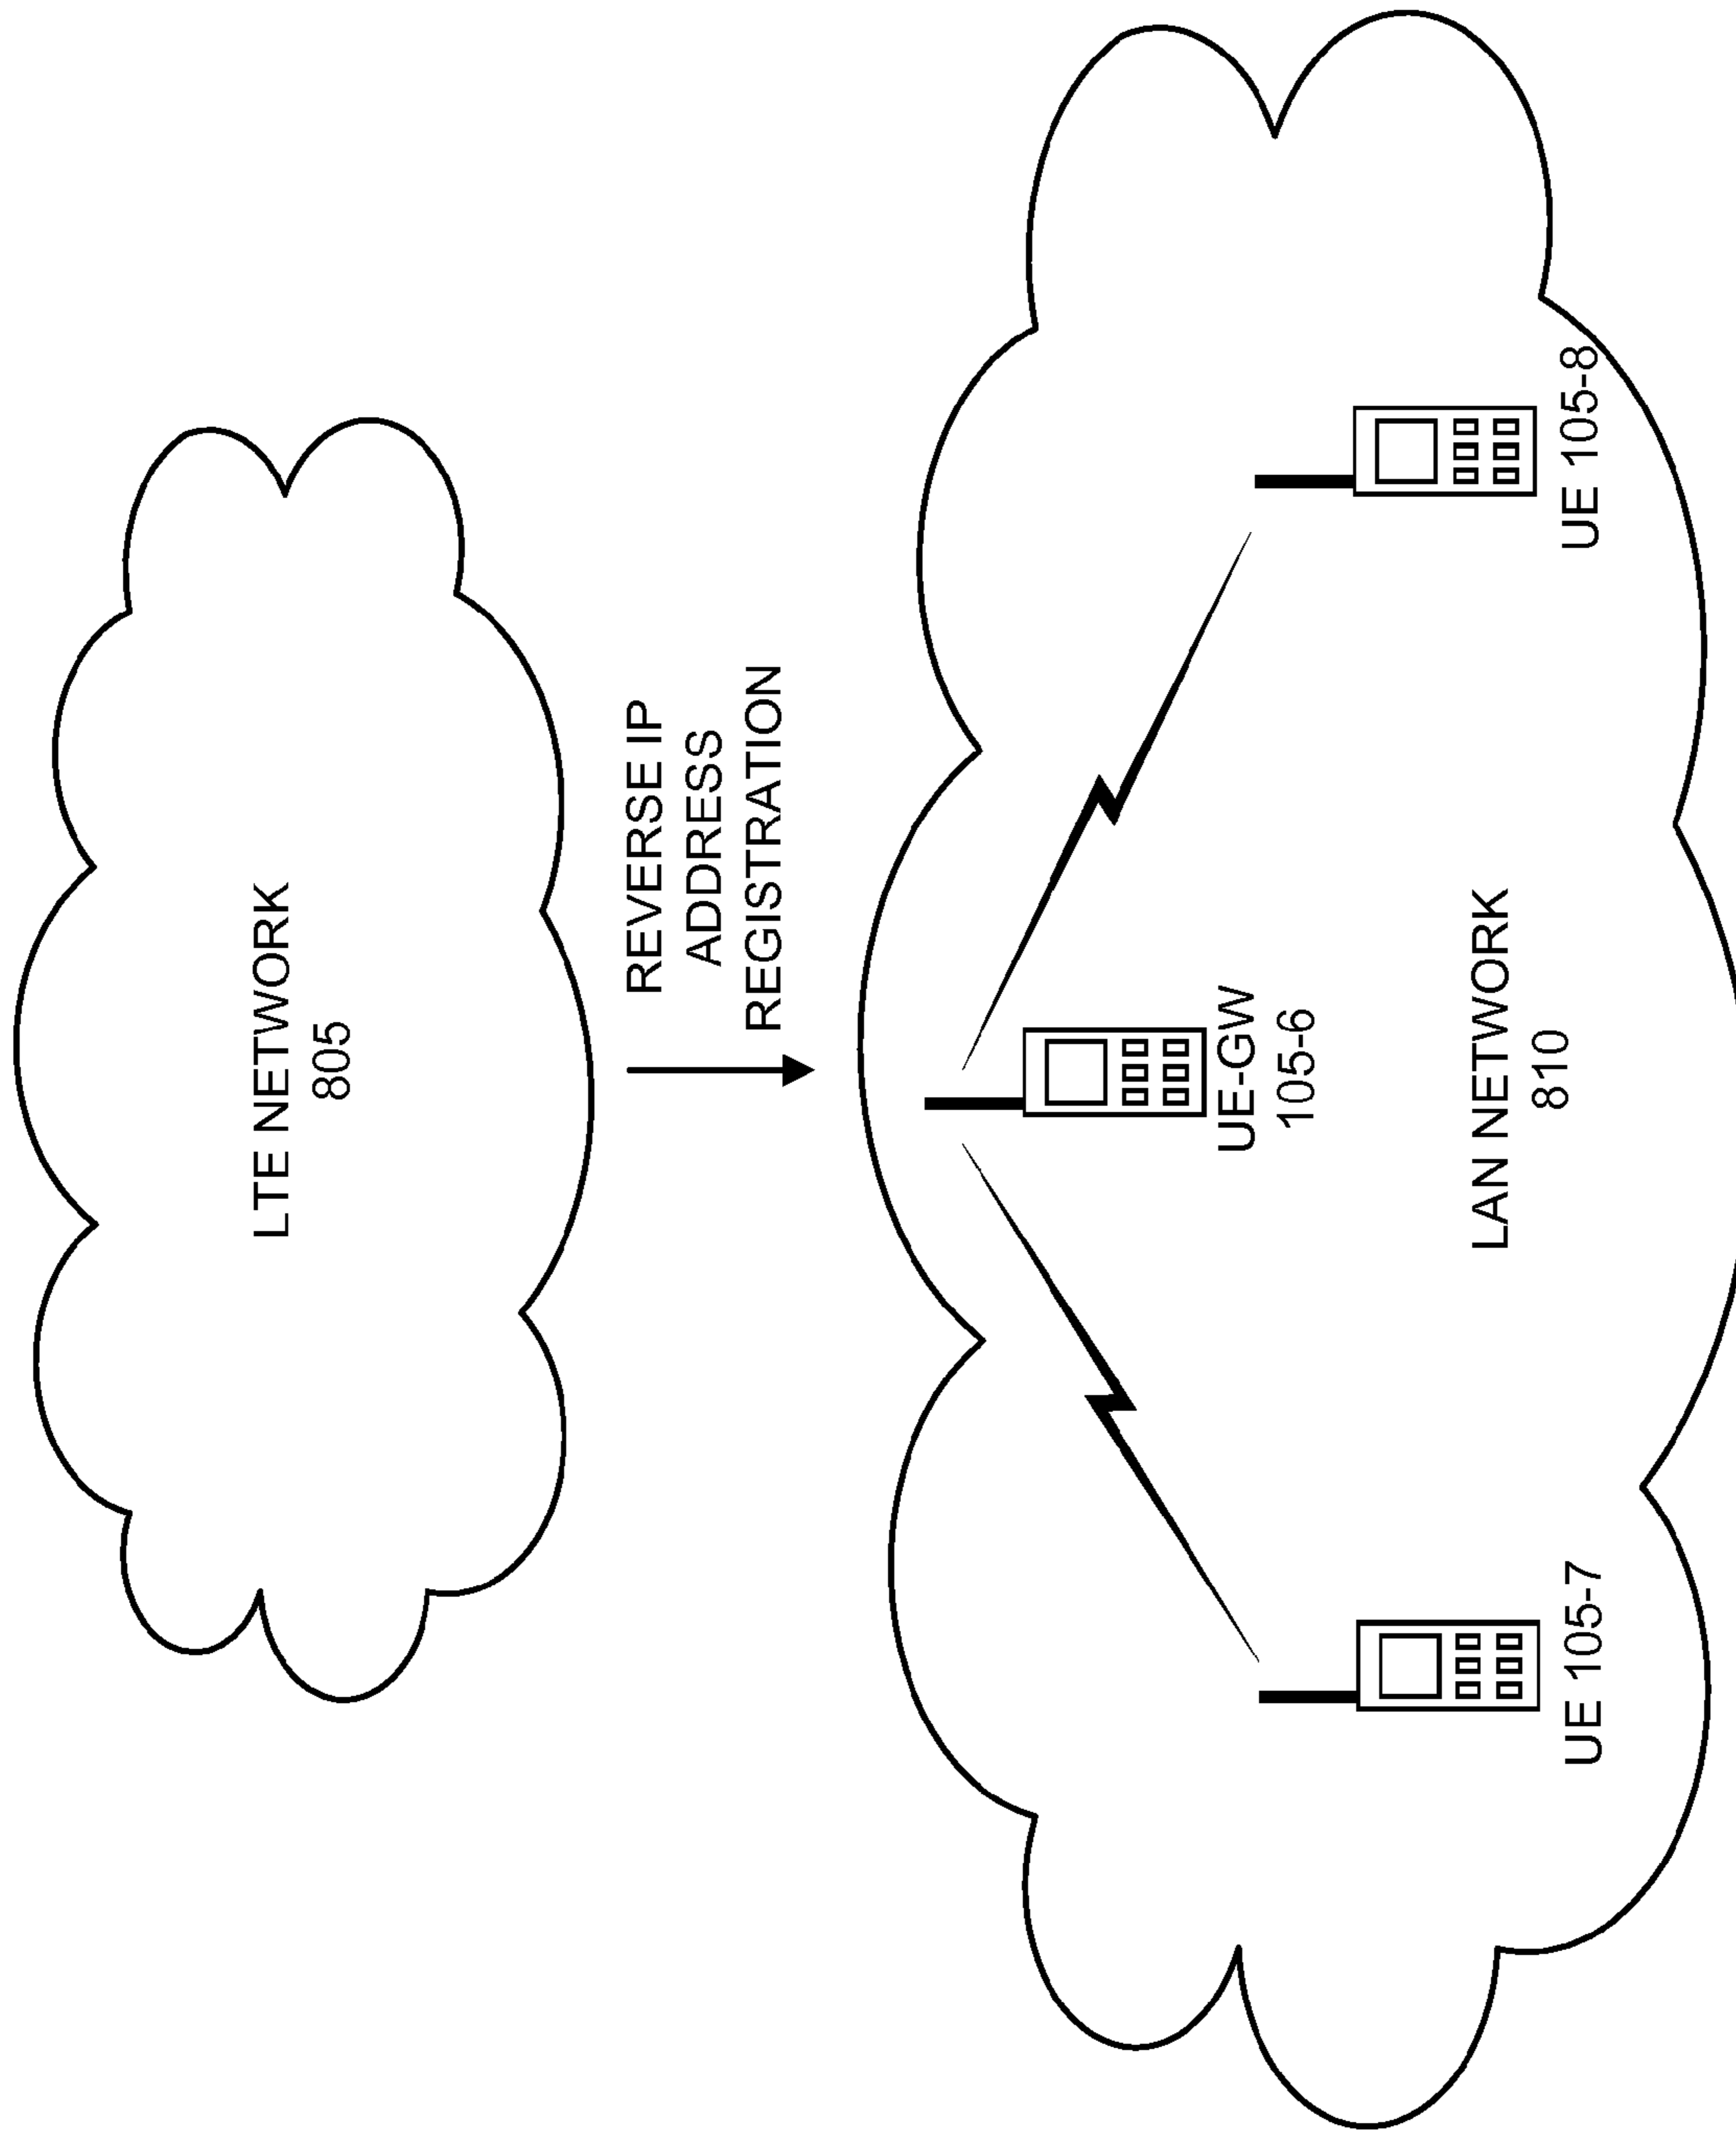 LTE NETWORK
805
REVERSE IP
ADDRESS
REGISTRATION
UE-GW
105-6
LAN NETWORK
810
UE 105-7
UE 105-8